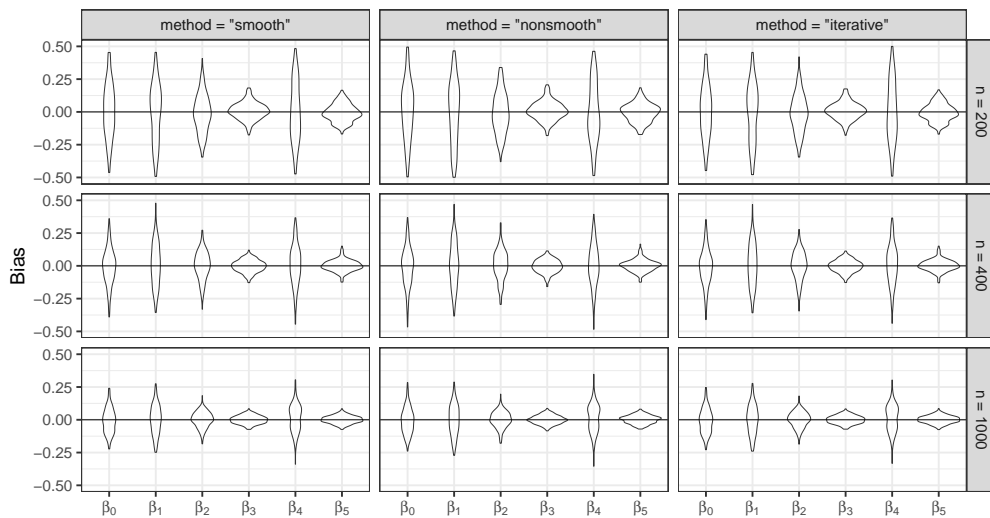 method = "smooth" method = "nonsmooth" method = "iterative"
Bias
0.50
0.25
0.00
−0.25
−0.50
n = 200
0.50
0.25
0.00
−0.25
−0.50
n = 400
0.50
0.25
0.00
−0.25
−0.50
n = 1000
β₀ β₁ β₂ β₃ β₄ β₅ β₀ β₁ β₂ β₃ β₄ β₅ β₀ β₁ β₂ β₃ β₄ β₅